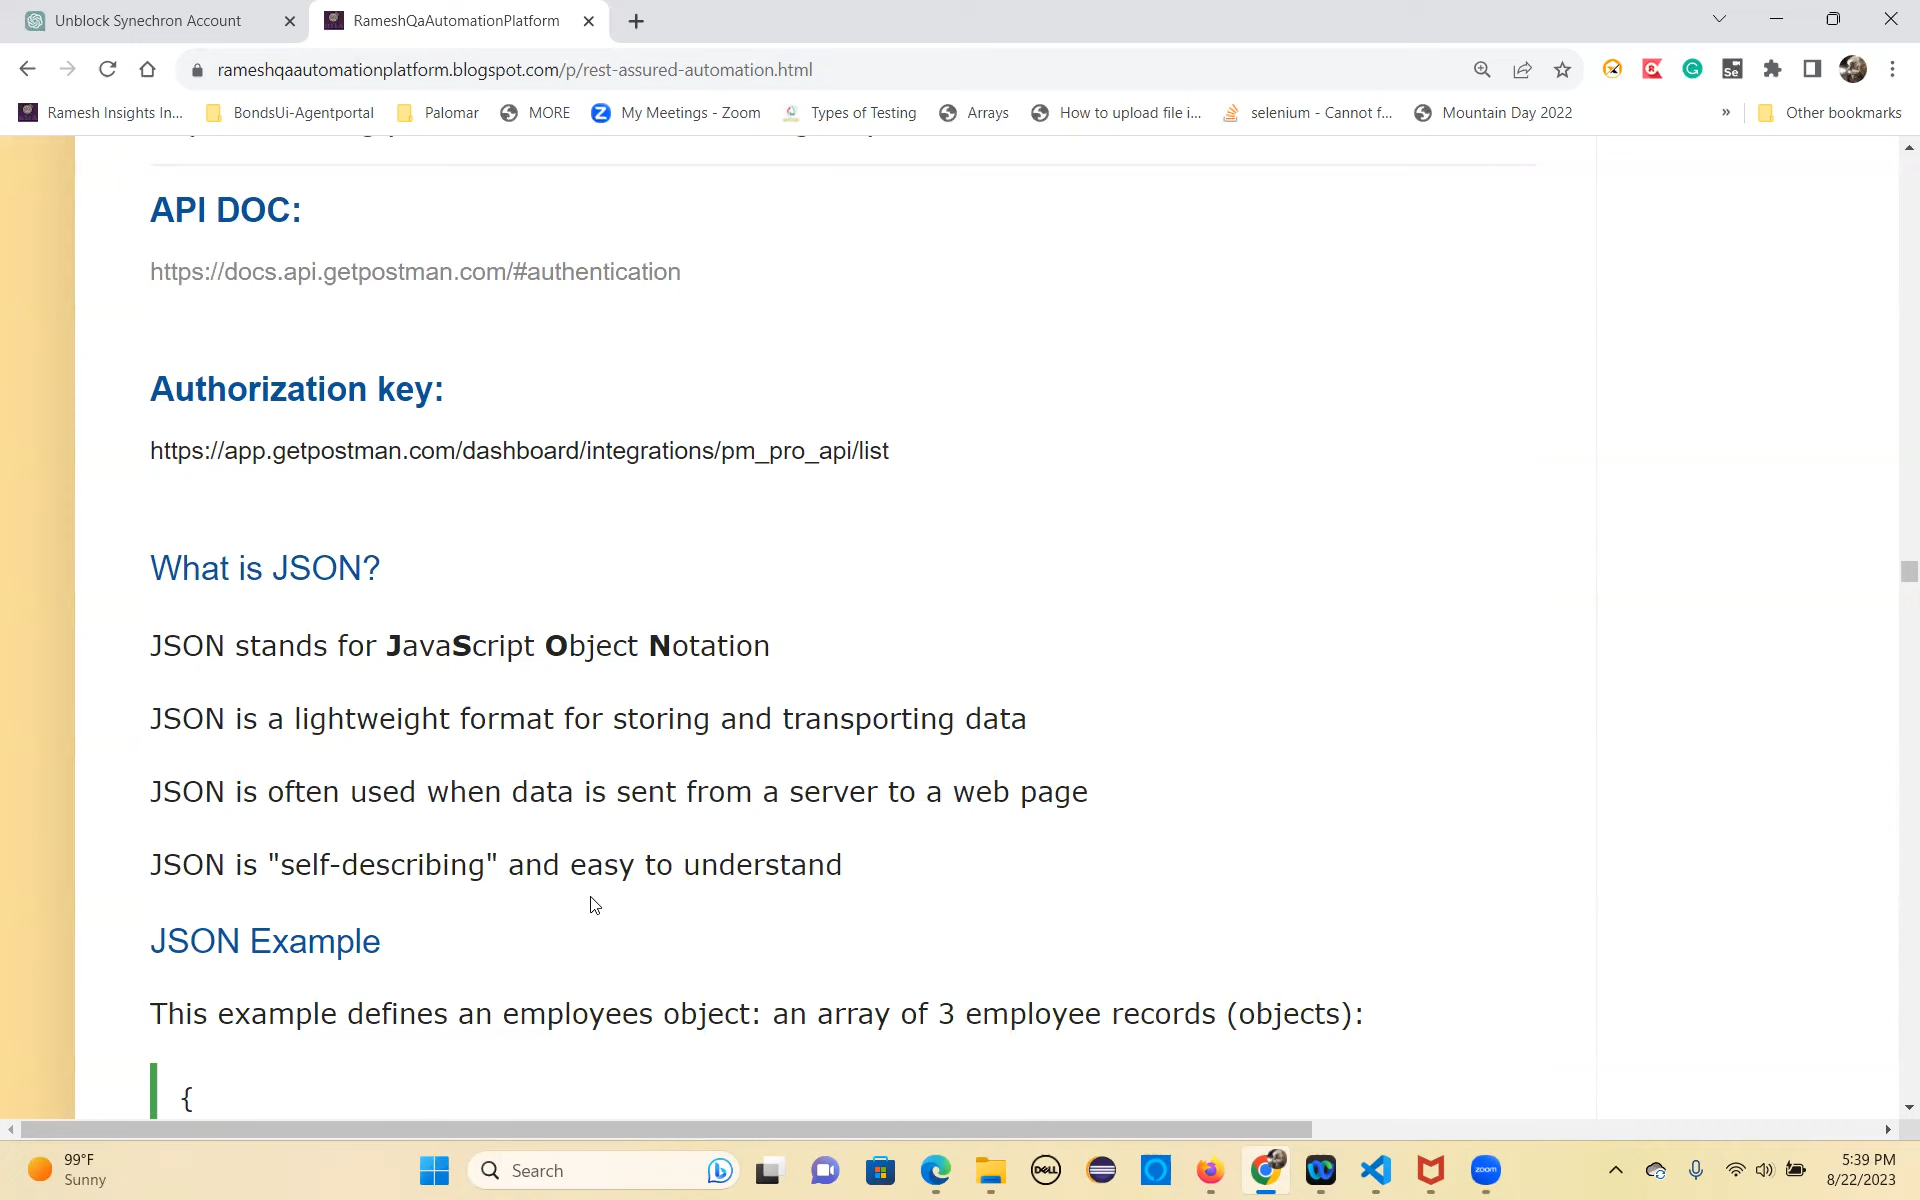 Unblock Synechron Account
RameshQaAutomationPlatform
rameshqaautomationplatform.blogspot.com/p/rest-assured-automation.html
Ramesh Insights In...
BondsUi-Agentportal
Palomar
MORE
My Meetings - Zoom
Types of Testing
Arrays
How to upload file i...
selenium - Cannot f...
Mountain Day 2022
»
Other bookmarks
API DOC:
https://docs.api.getpostman.com/#authentication
Authorization key:
https://app.getpostman.com/dashboard/integrations/pm_pro_api/list
What is JSON?
JSON stands for JavaScript Object Notation
JSON is a lightweight format for storing and transporting data
JSON is often used when data is sent from a server to a web page
JSON is "self-describing" and easy to understand
JSON Example
This example defines an employees object: an array of 3 employee records (objects):
{
99°F
Sunny
Search
DELL
zoom
5:39 PM
8/22/2023